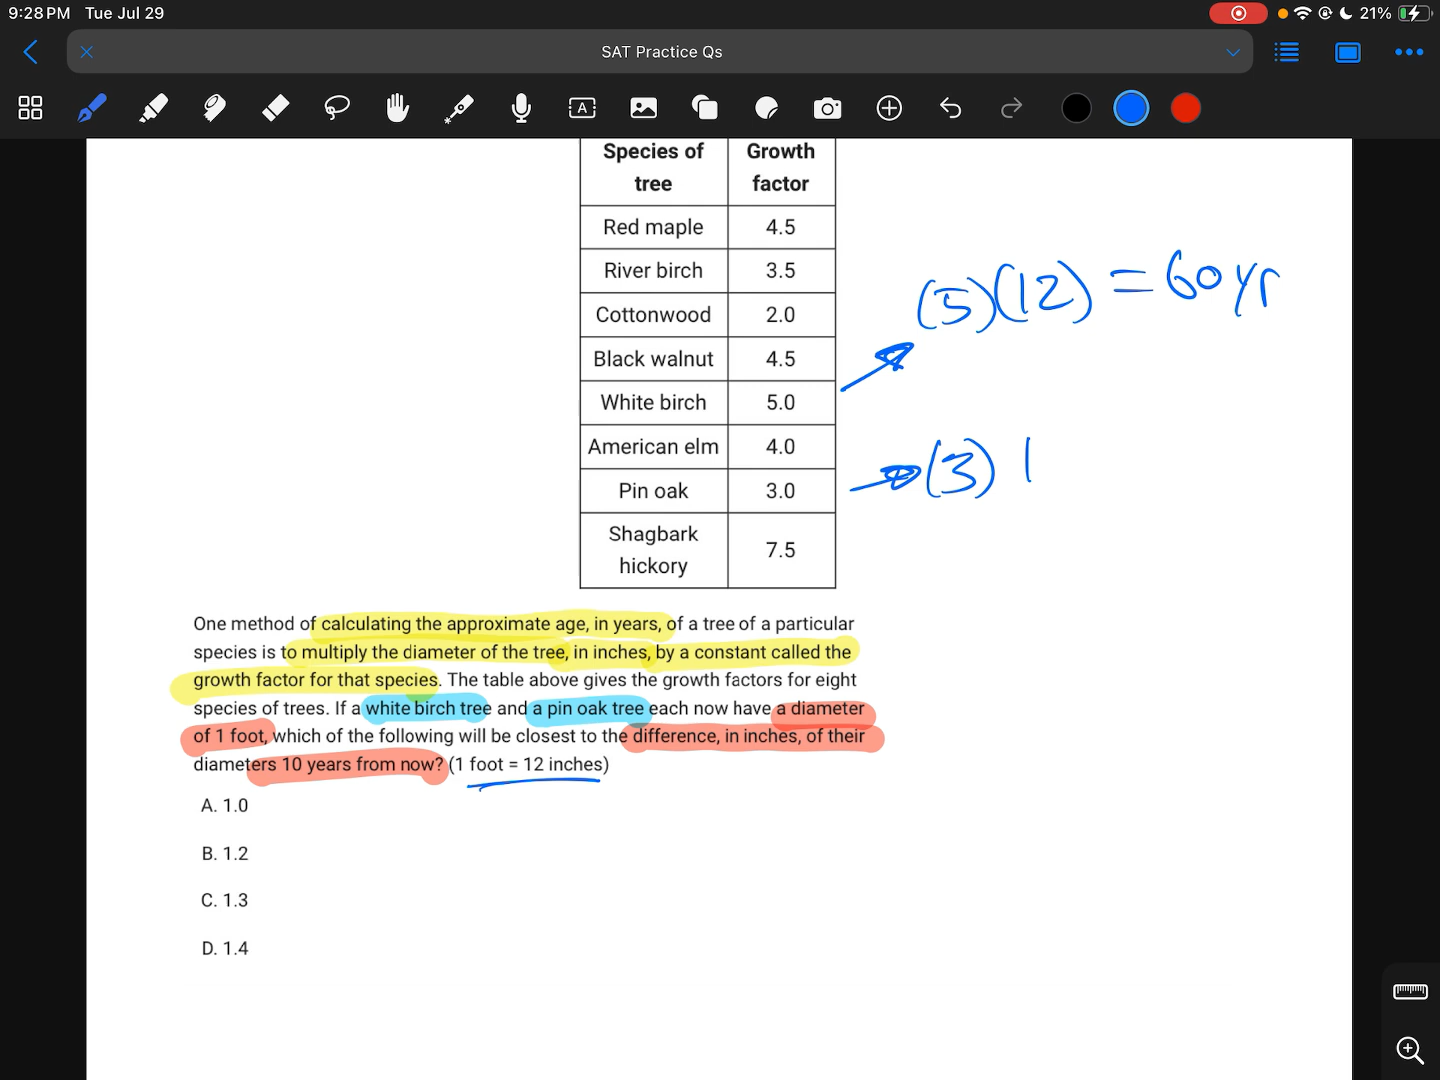 9:28 PM Tue Jul 29
21%
SAT Practice Qs
Species of tree Growth factor
Red maple 4.5
River birch 3.5
Cottonwood 2.0
Black walnut 4.5
White birch 5.0
American elm 4.0
Pin oak 3.0
Shagbark hickory 7.5
(5)(12) = 60 yr
(3) 1
One method of calculating the approximate age, in years, of a tree of a particular
species is to multiply the diameter of the tree, in inches, by a constant called the
growth factor for that species. The table above gives the growth factors for eight
species of trees. If a white birch tree and a pin oak tree each now have a diameter
of 1 foot, which of the following will be closest to the difference, in inches, of their
diameters 10 years from now? (1 foot = 12 inches)
A. 1.0
B. 1.2
C. 1.3
D. 1.4